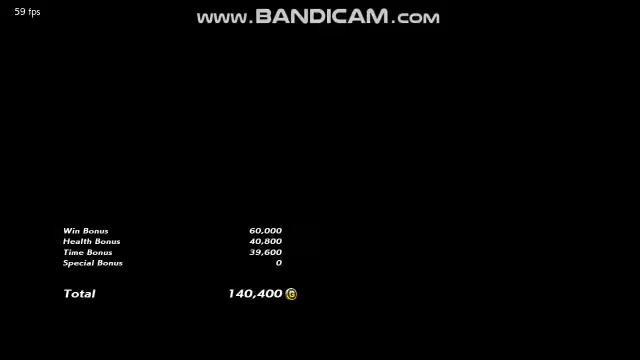 59 fps
www.BANDICAM.com
Win Bonus 60,000
Health Bonus 40,800
Time Bonus 39,600
Special Bonus 0
Total 140,400 G